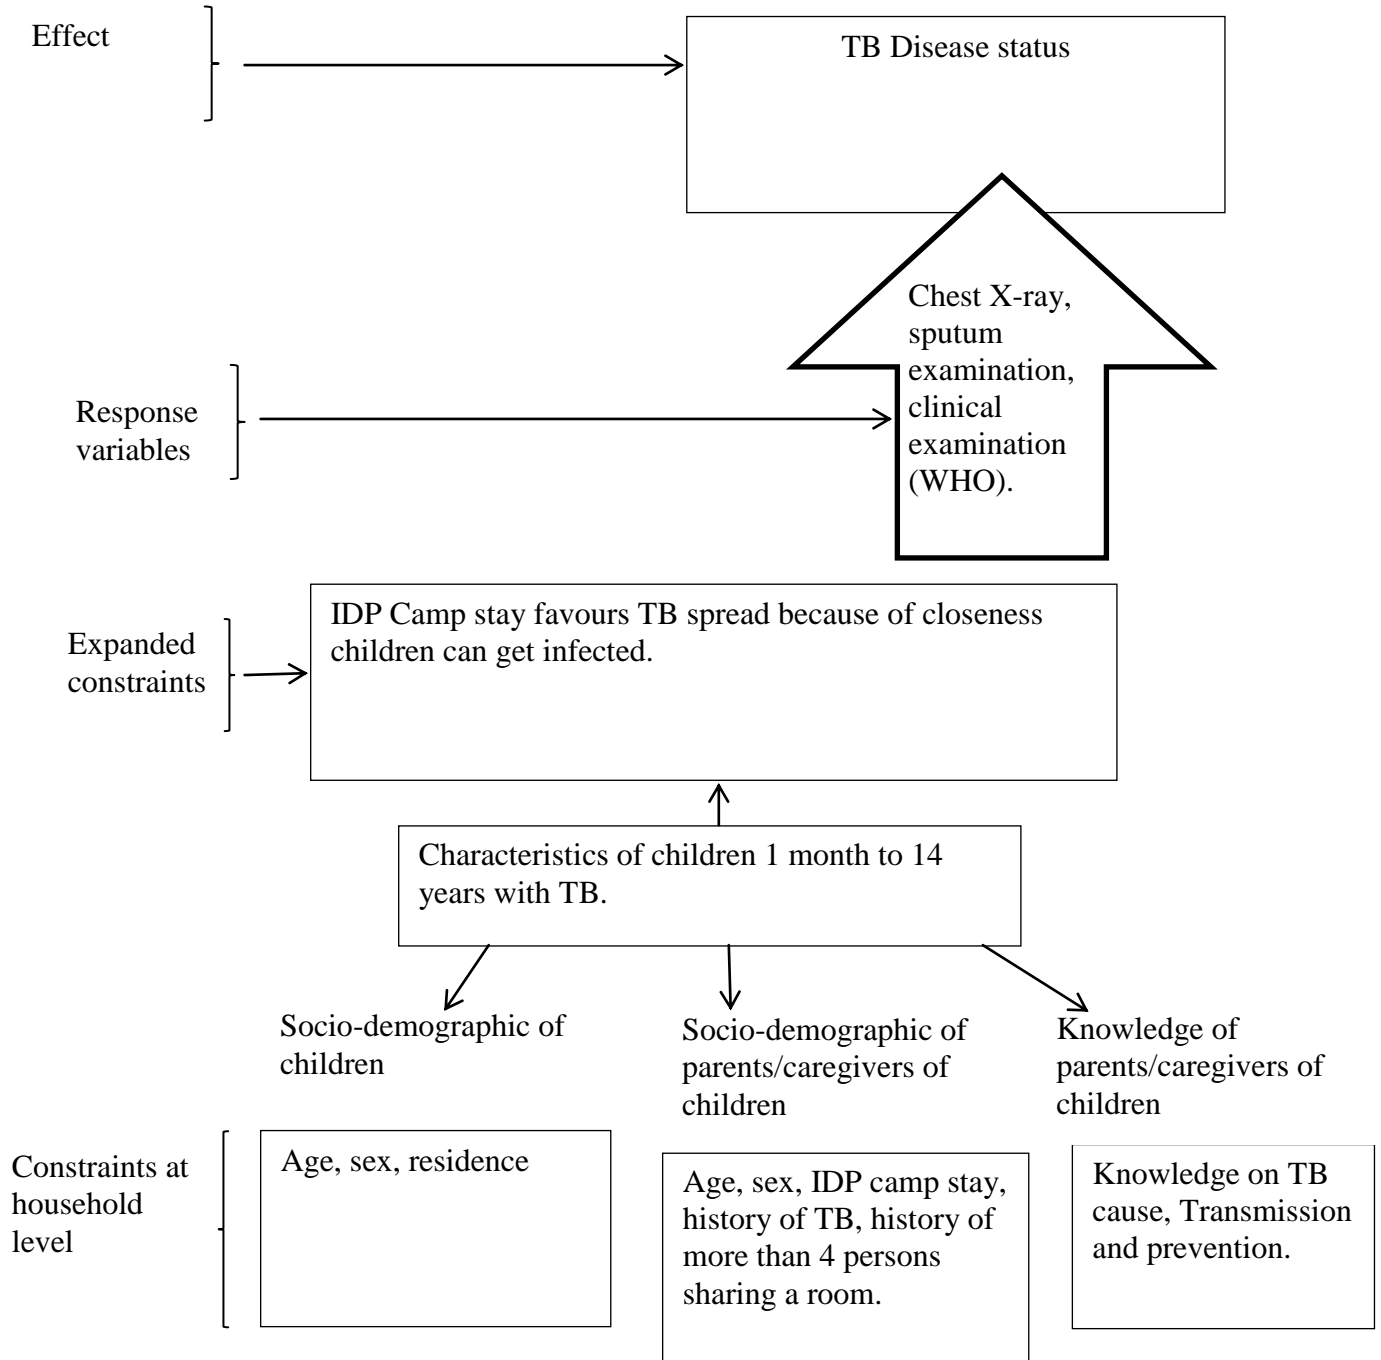 Effect
TB Disease status
Chest X-ray,
sputum
examination,
clinical
examination
(WHO).
Response
variables
Expanded
constraints
IDP Camp stay favours TB spread because of closeness
children can get infected.
Characteristics of children 1 month to 14
years with TB.
Socio-demographic of
children
Socio-demographic of
parents/caregivers of
children
Knowledge of
parents/caregivers of
children
Constraints at
household
level
Age, sex, residence
Age, sex, IDP camp stay,
history of TB, history of
more than 4 persons
sharing a room.
Knowledge on TB
cause, Transmission
and prevention.